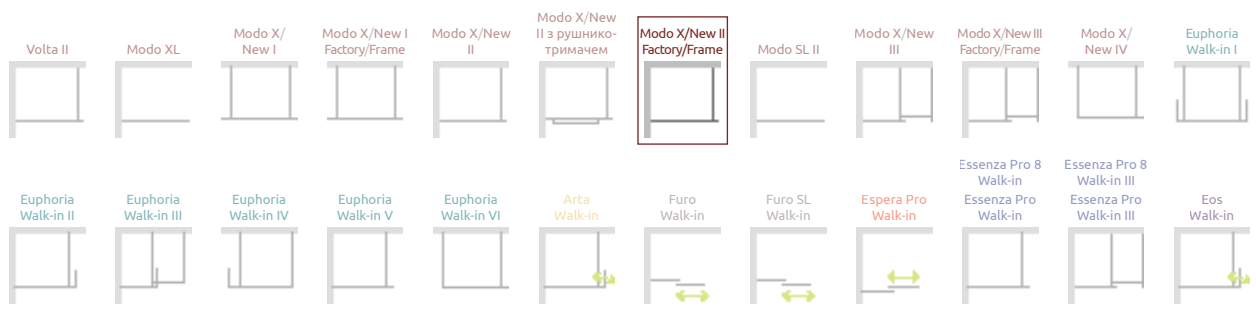 Volta II
Modo XL
Modo X/
New I
Modo X/New I
Factory/Frame
Modo X/New
II
Modo X/New
II з рушнико-
тримачем
Modo X/New II
Factory/Frame
Modo SL II
Modo X/New
III
Modo X/New III
Factory/Frame
Modo X/
New IV
Euphoria
Walk-in I
Euphoria
Walk-in II
Euphoria
Walk-in III
Euphoria
Walk-in IV
Euphoria
Walk-in V
Euphoria
Walk-in VI
Arta
Walk-in
Furo
Walk-in
Furo SL
Walk-in
Espera Pro
Walk-in
Essenza Pro 8
Walk-in
Essenza Pro
Walk-in
Essenza Pro 8
Walk-in III
Essenza Pro
Walk-in III
Eos
Walk-in